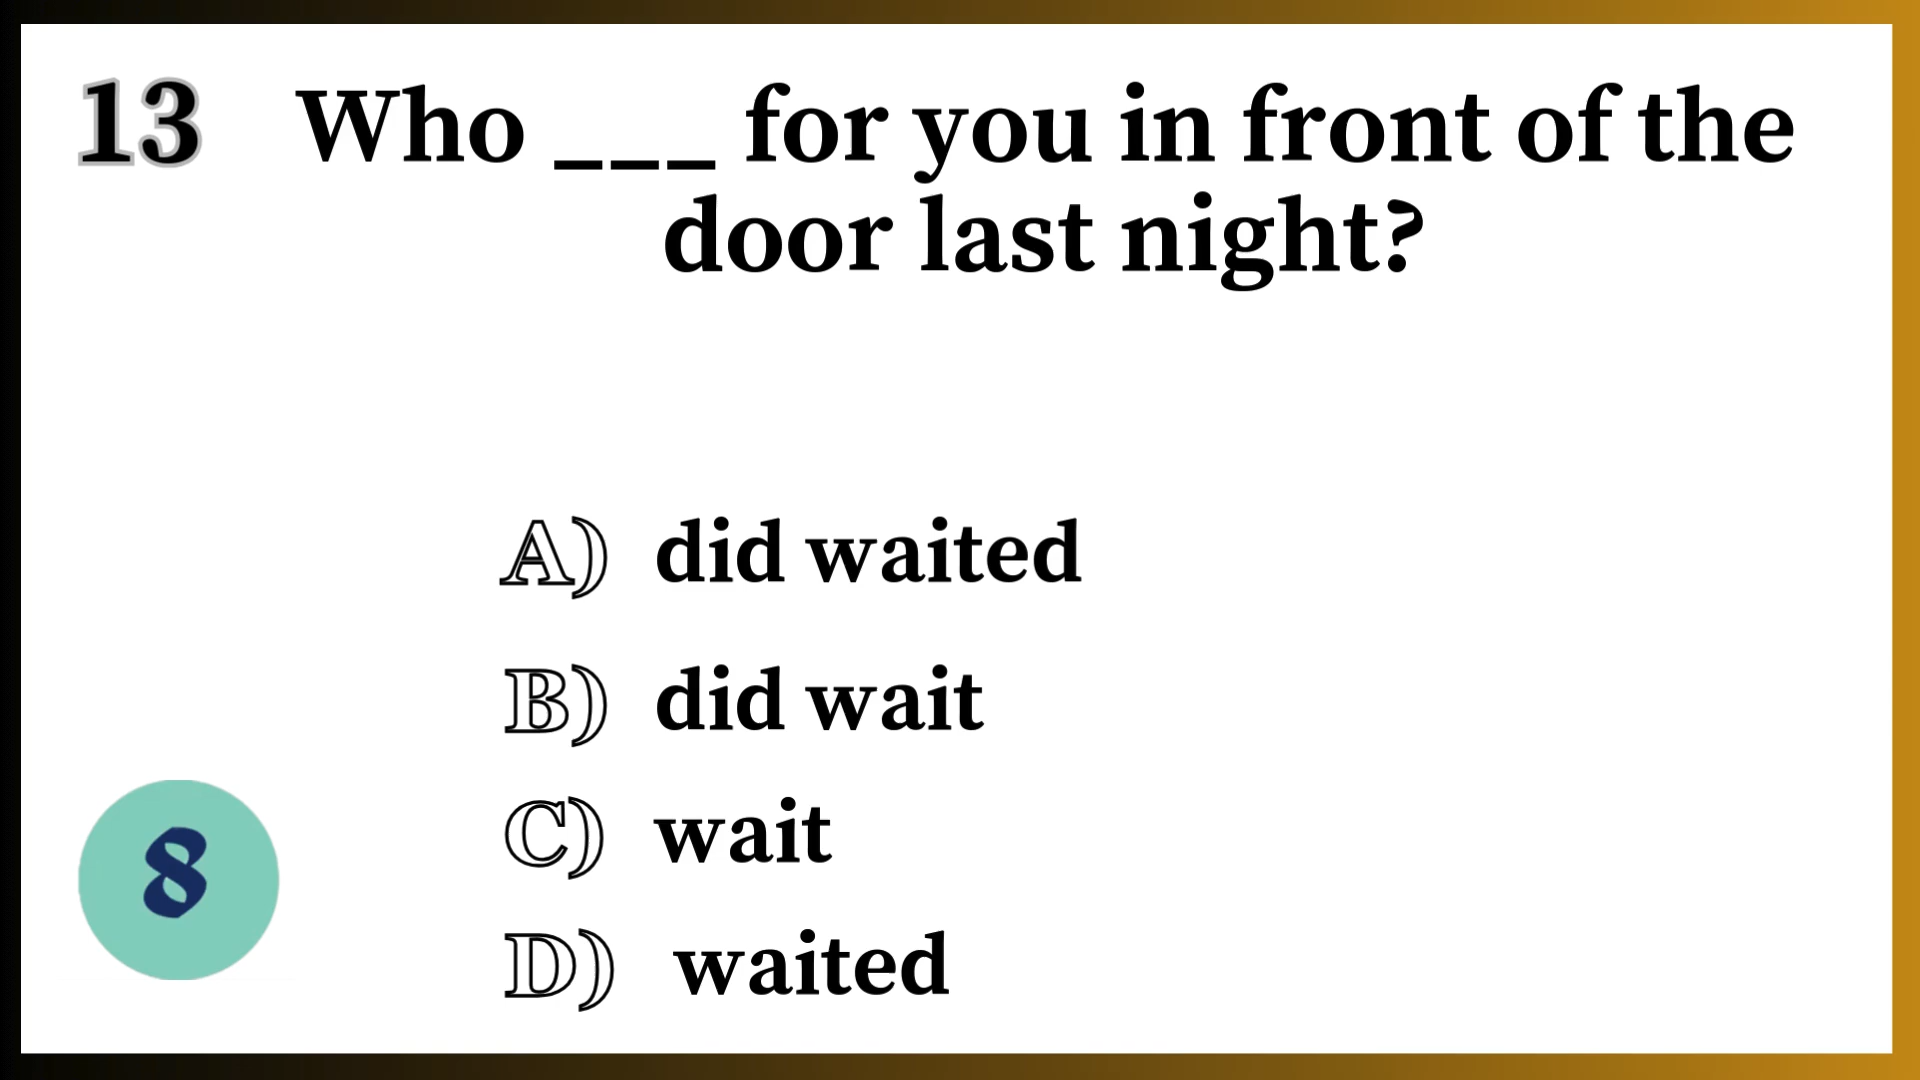 13 Who ___ for you in front of the
door last night?
A) did waited
B) did wait
C) wait
D) waited
8